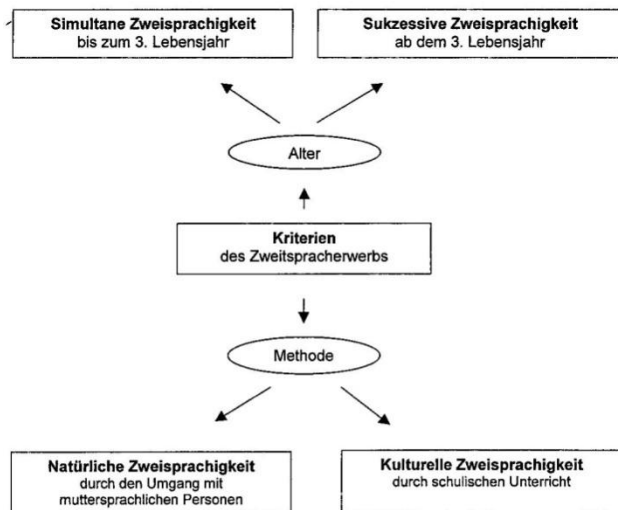 Simultane Zweisprachigkeit
bis zum 3. Lebensjahr
Sukzessive Zweisprachigkeit
ab dem 3. Lebensjahr
Alter
Kriterien
des Zweitspracherwerbs
Methode
Natürliche Zweisprachigkeit
durch den Umgang mit
muttersprachlichen Personen
Kulturelle Zweisprachigkeit
durch schulischen Unterricht